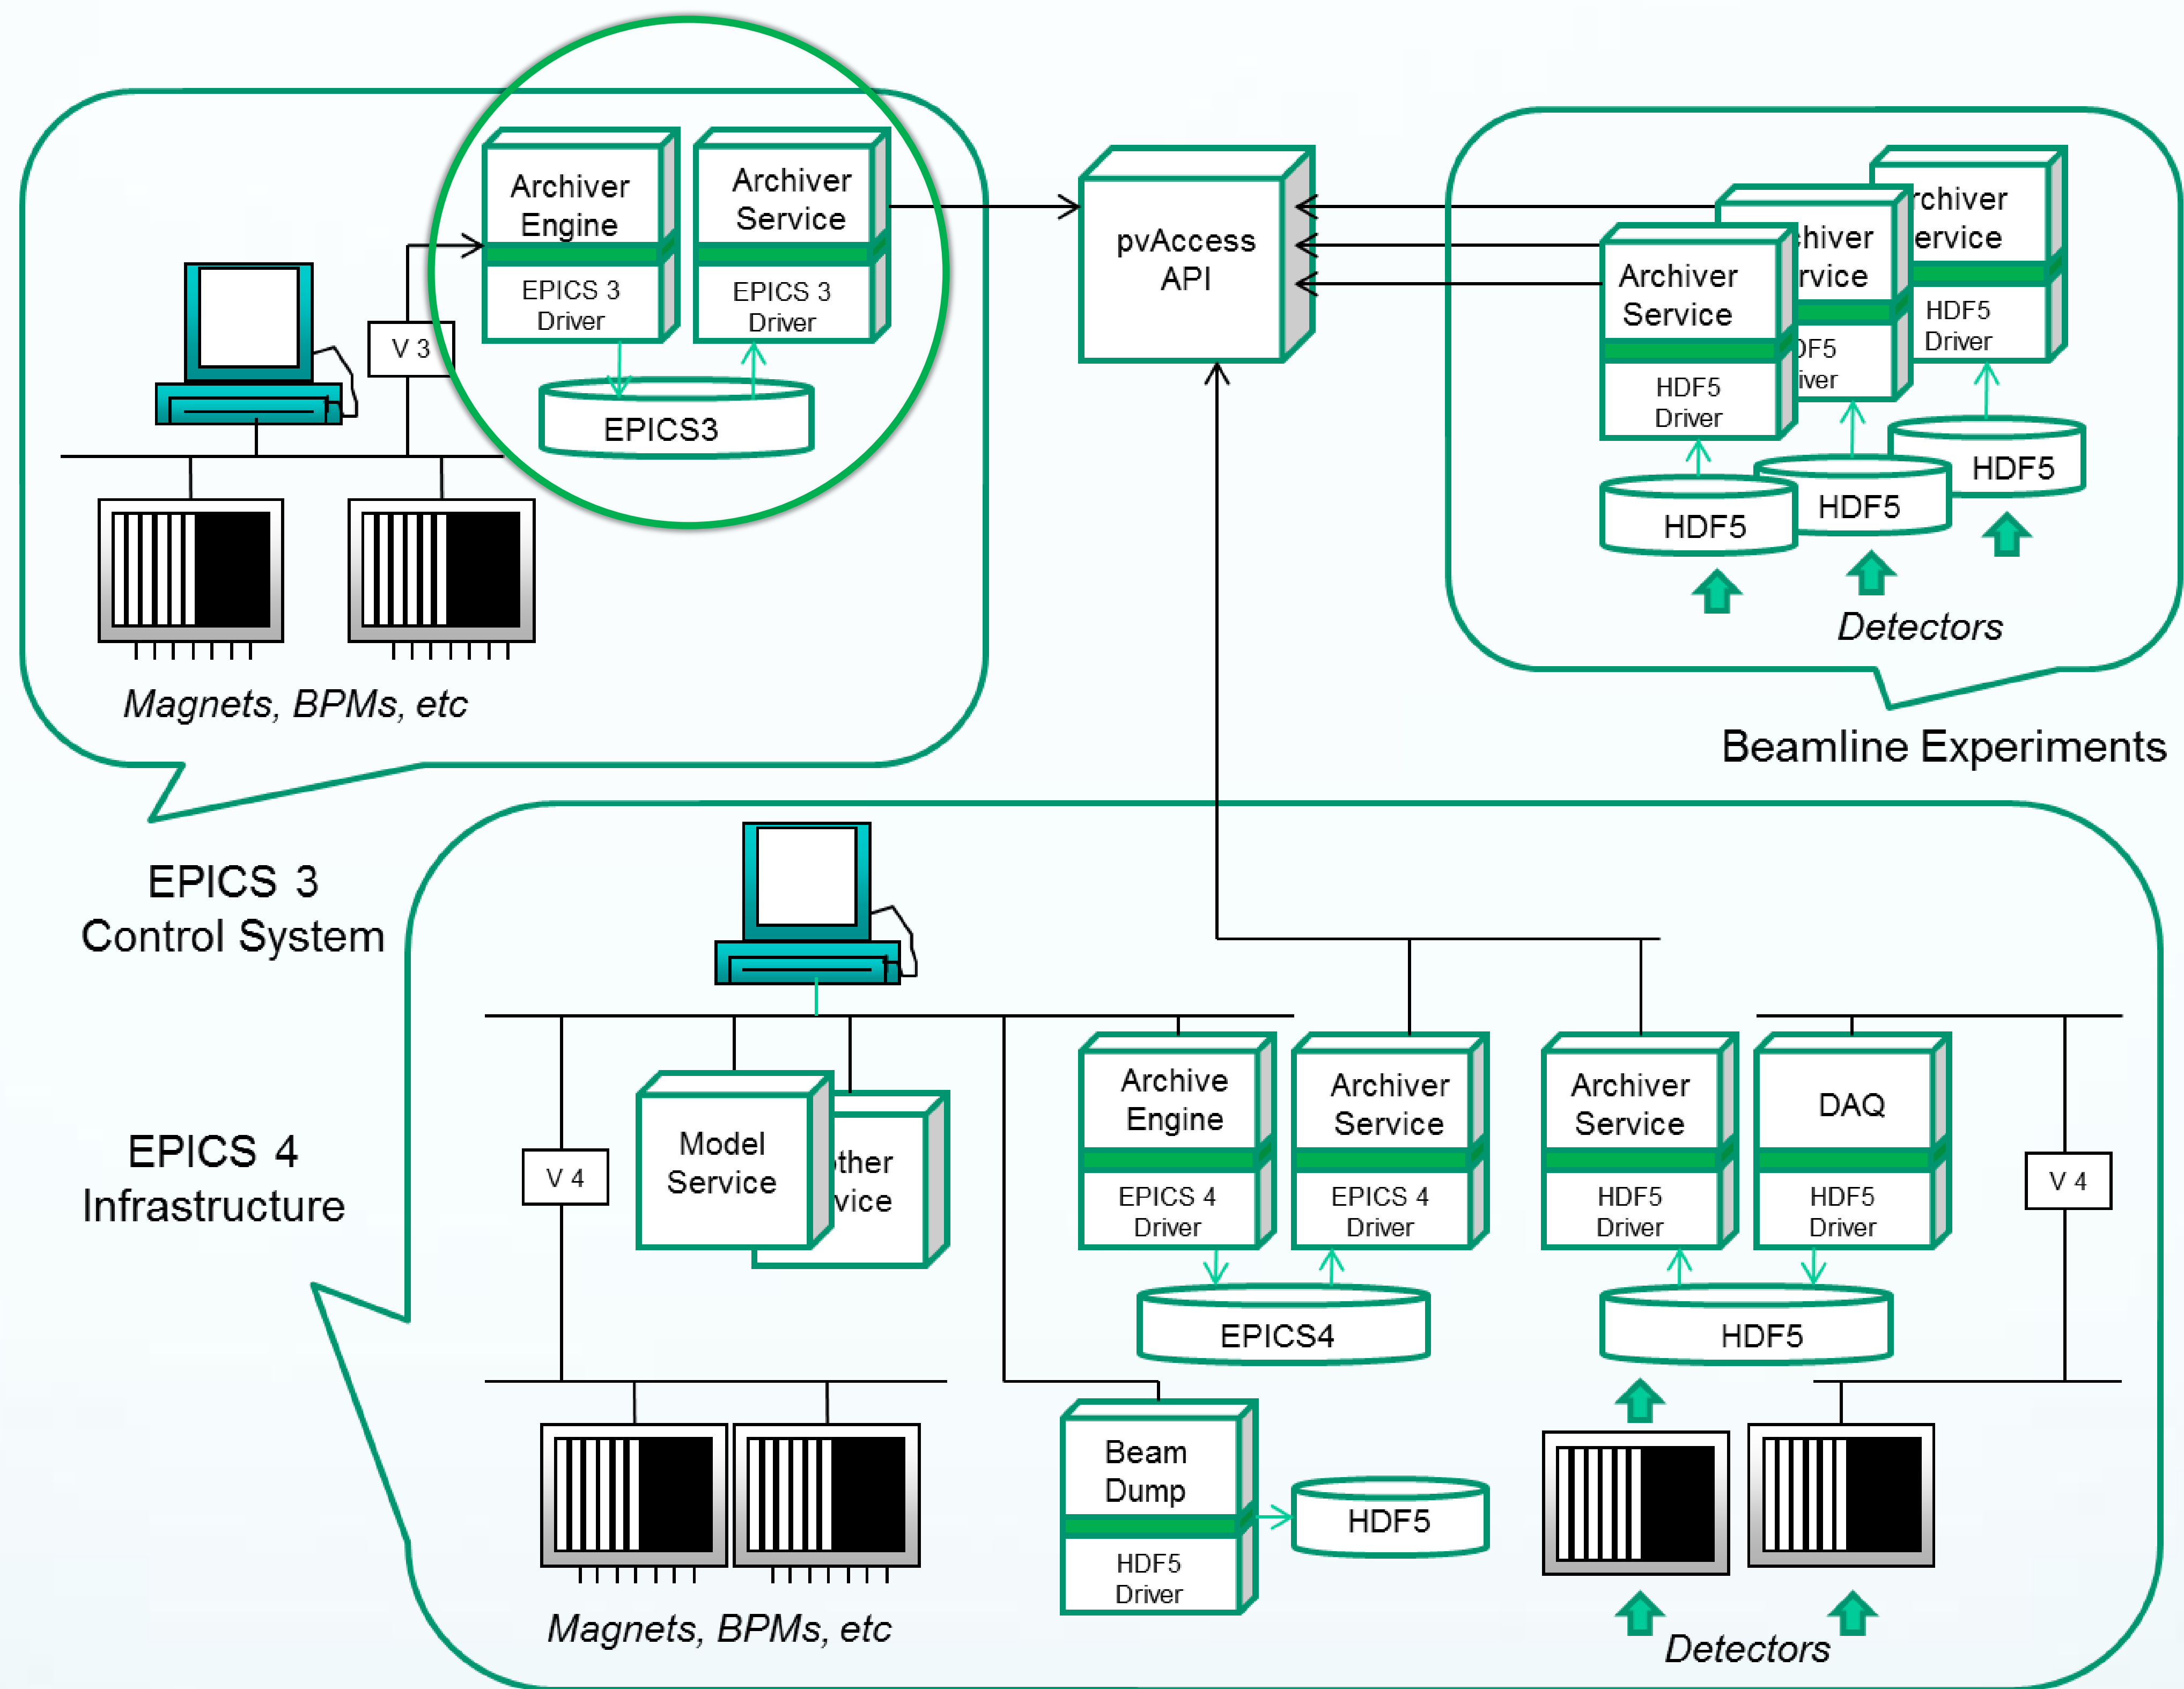 Archiver
Engine
EPICS 3
Driver
Archiver
Service
EPICS 3
Driver
V 3
EPICS3
Magnets, BPMs, etc
EPICS 3
Control System
pvAccess
API
Archiver
Service
HDF5
Driver
HDF5
chiver
rvice
DF5
iver
HDF5
rchiver
ervice
HDF5
Driver
HDF5
Detectors
Beamline Experiments
EPICS 4
Infrastructure
V 4
Model
Service
other
vice
Magnets, BPMs, etc
Archive
Engine
EPICS 4
Driver
Archiver
Service
EPICS 4
Driver
EPICS4
Archiver
Service
HDF5
Driver
DAQ
HDF5
Driver
HDF5
V 4
Beam
Dump
HDF5
Driver
HDF5
Detectors